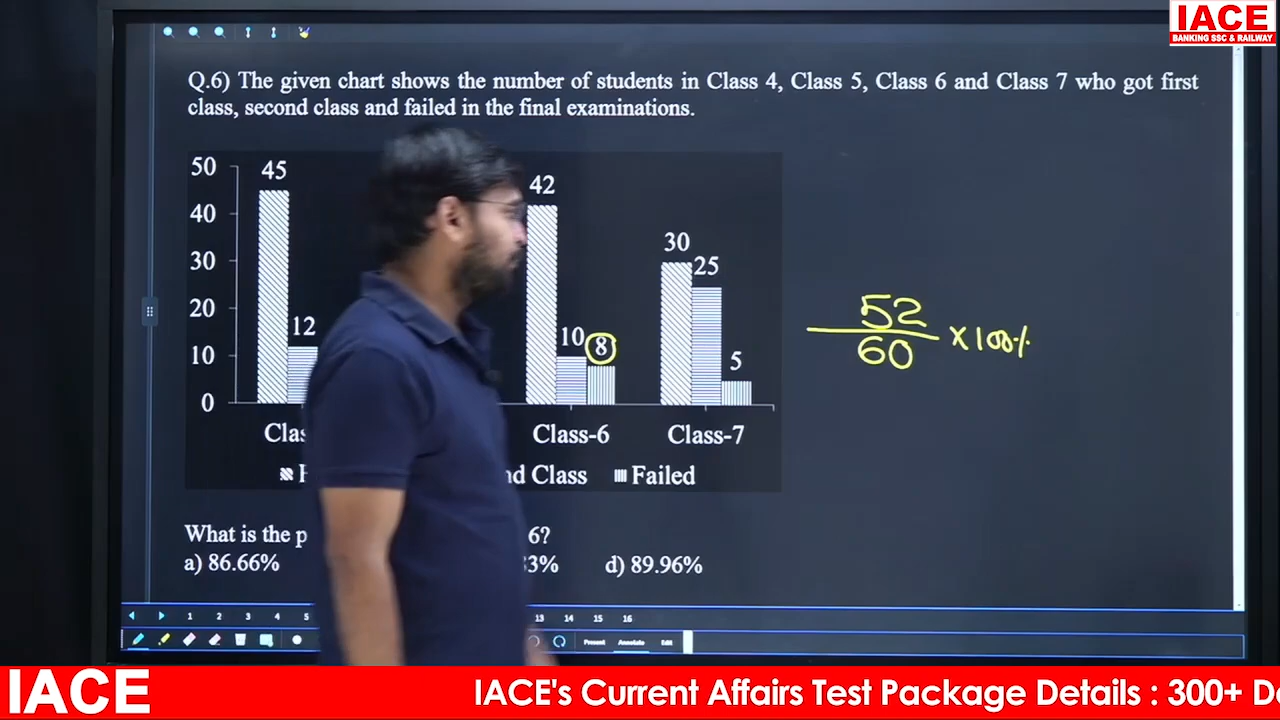 IACE
BANKING SSC & RAILWAY
Q.6) The given chart shows the number of students in Class 4, Class 5, Class 6 and Class 7 who got first
class, second class and failed in the final examinations.
50
45
42
40
30
30
25
20
12
10
8
10
5
0
Class-6
Class-7
Class
Failed
52
60
×100%
What is the
6?
a) 86.66%
d) 89.96%
1 2 3 4 5
13 14 15 16
Present Annotate Edit
IACE
IACE's Current Affairs Test Package Details : 300+